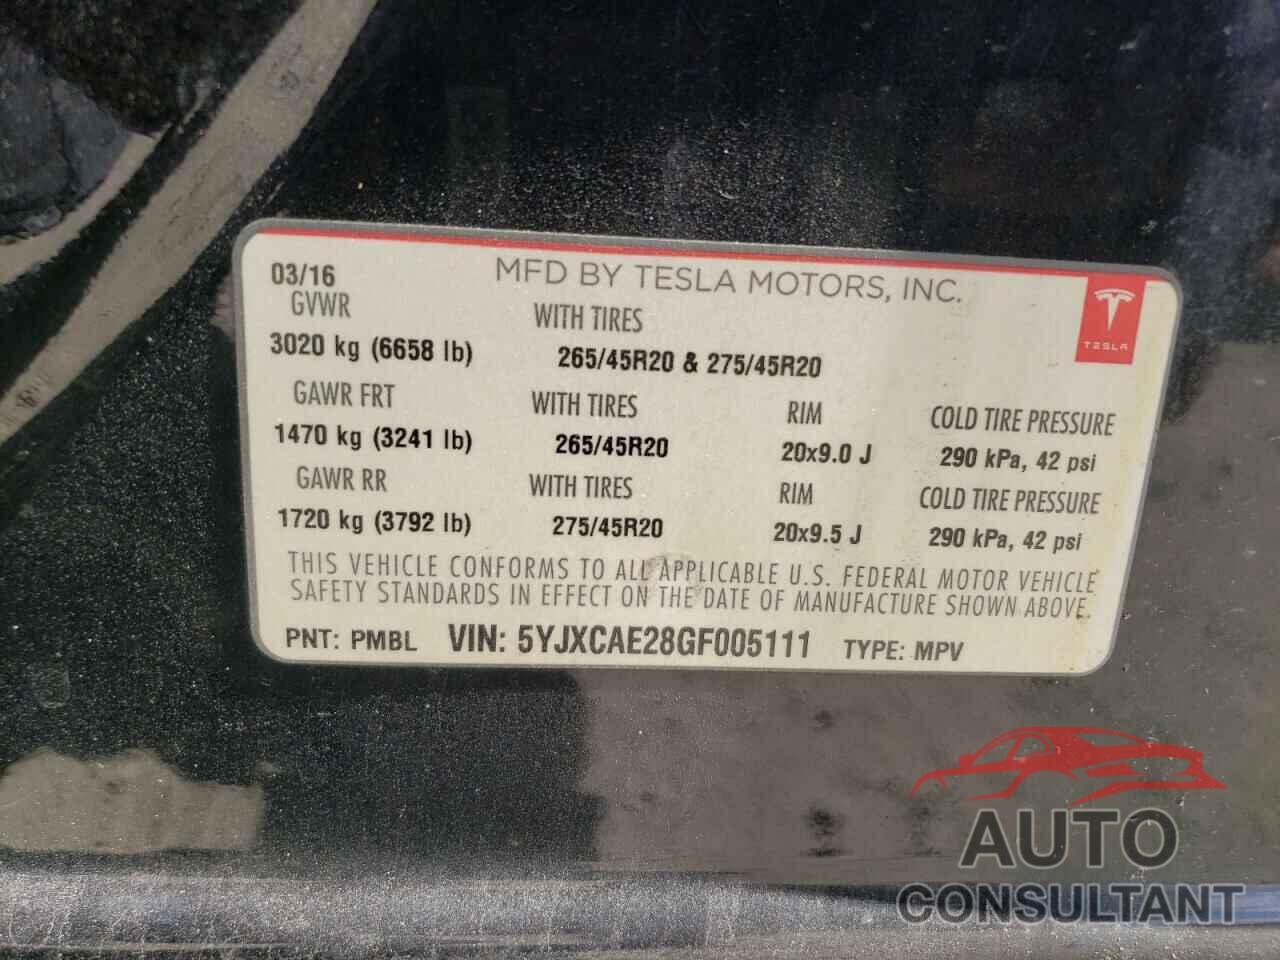 03/16 MFD BY TESLA MOTORS, INC.
GVWR WITH TIRES
TESLA
3020 kg (6658 lb) 265/45R20 & 275/45R20
GAWR FRT WITH TIRES RIM COLD TIRE PRESSURE
1470 kg (3241 lb) 265/45R20 20x9.0 J 290 kPa, 42 psi
GAWR RR WITH TIRES RIM COLD TIRE PRESSURE
1720 kg (3792 lb) 275/45R20 20x9.5 J 290 kPa, 42 psi
THIS VEHICLE CONFORMS TO ALL APPLICABLE U.S. FEDERAL MOTOR VEHICLE
SAFETY STANDARDS IN EFFECT ON THE DATE OF MANUFACTURE SHOWN ABOVE.
PNT: PMBL VIN: 5YJXCAE28GF005111 TYPE: MPV
AUTO
CONSULTANT